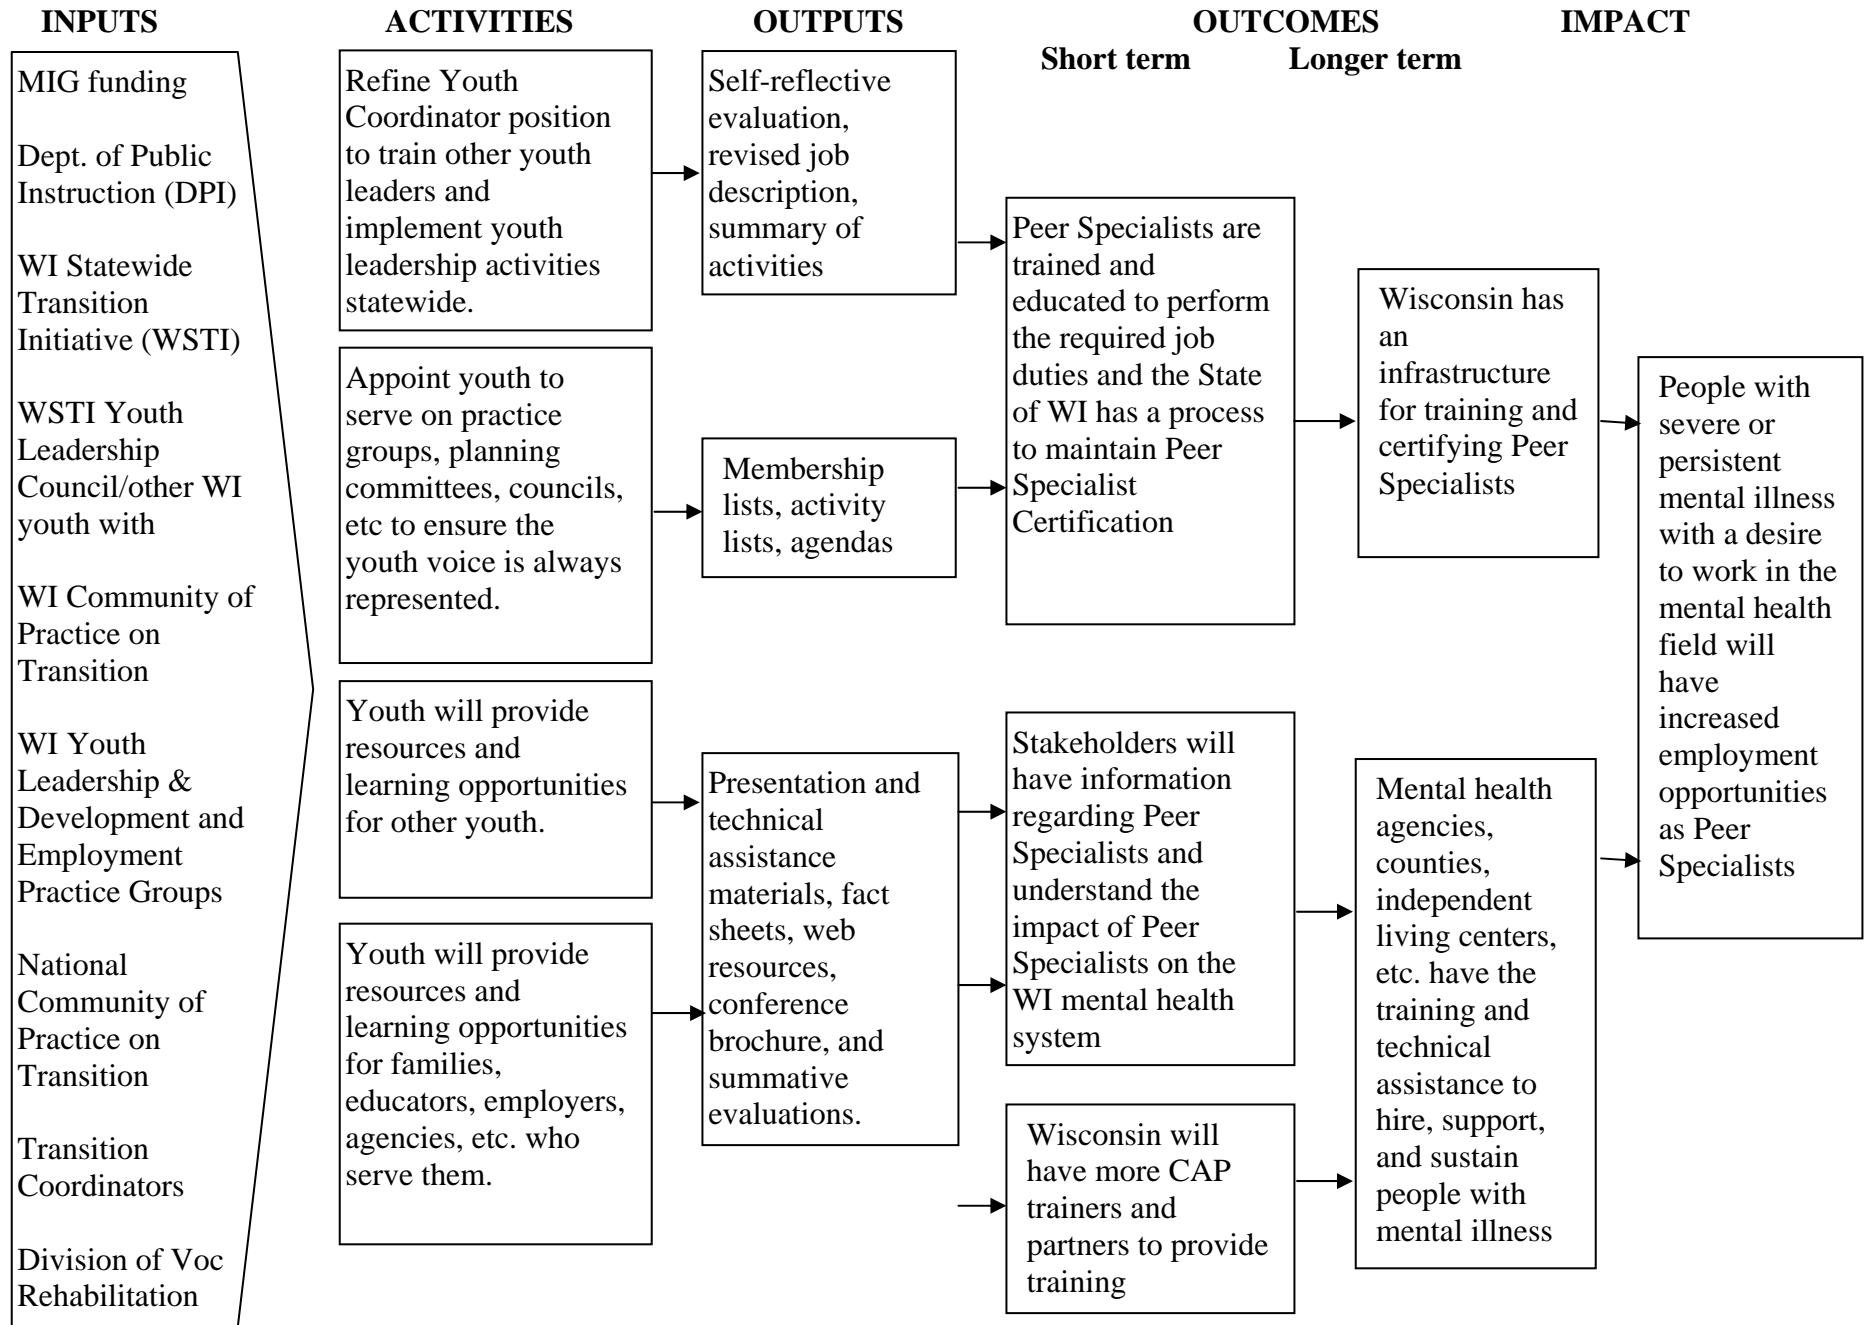 INPUTS
ACTIVITIES
OUTPUTS
OUTCOMES
IMPACT
Short term
Longer term
MIG funding
Dept. of Public
Instruction (DPI)
WI Statewide
Transition
Initiative (WSTI)
WSTI Youth
Leadership
Council/other WI
youth with
WI Community of
Practice on
Transition
WI Youth
Leadership &
Development and
Employment
Practice Groups
National
Community of
Practice on
Transition
Transition
Coordinators
Division of Voc
Rehabilitation
Refine Youth
Coordinator position
to train other youth
leaders and
implement youth
leadership activities
statewide.
Appoint youth to
serve on practice
groups, planning
committees, councils,
etc to ensure the
youth voice is always
represented.
Youth will provide
resources and
learning opportunities
for other youth.
Youth will provide
resources and
learning opportunities
for families,
educators, employers,
agencies, etc. who
serve them.
Self-reflective
evaluation,
revised job
description,
summary of
activities
Membership
lists, activity
lists, agendas
Presentation and
technical
assistance
materials, fact
sheets, web
resources,
conference
brochure, and
summative
evaluations.
Peer Specialists are
trained and
educated to perform
the required job
duties and the State
of WI has a process
to maintain Peer
Specialist
Certification
Stakeholders will
have information
regarding Peer
Specialists and
understand the
impact of Peer
Specialists on the
WI mental health
system
Wisconsin will
have more CAP
trainers and
partners to provide
training
Wisconsin has
an
infrastructure
for training and
certifying Peer
Specialists
Mental health
agencies,
counties,
independent
living centers,
etc. have the
training and
technical
assistance to
hire, support,
and sustain
people with
mental illness
People with
severe or
persistent
mental illness
with a desire
to work in the
mental health
field will
have
increased
employment
opportunities
as Peer
Specialists